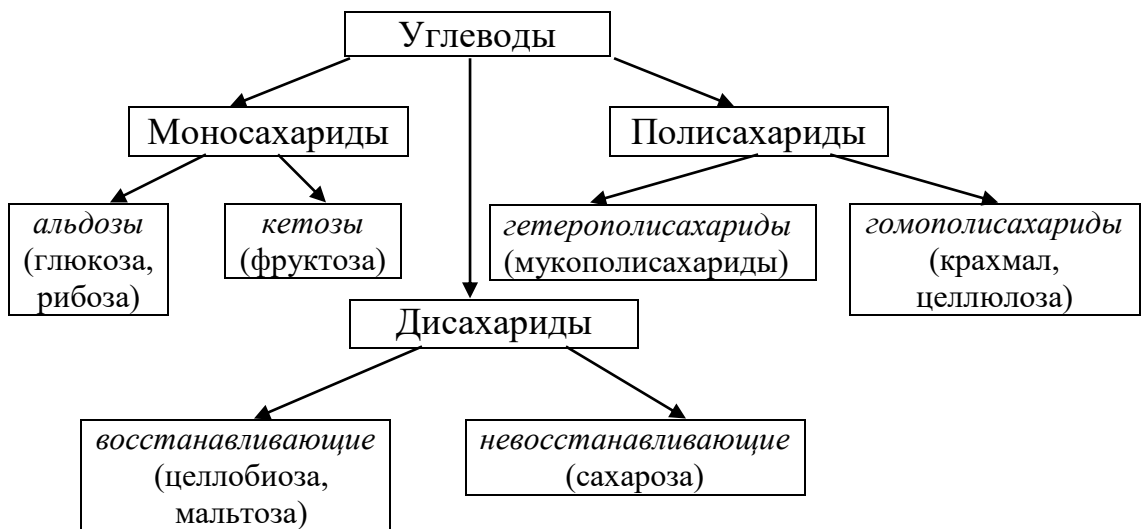 Углеводы
Моносахариды
Полисахариды
альдозы
(глюкоза,
рибоза)
кетозы
(фруктоза)
гетерополисахариды
(мукополисахариды)
гомополисахариды
(крахмал,
целлюлоза)
Дисахариды
восстанавливающие
(целлобиоза,
мальтоза)
невосстанавливающие
(сахароза)